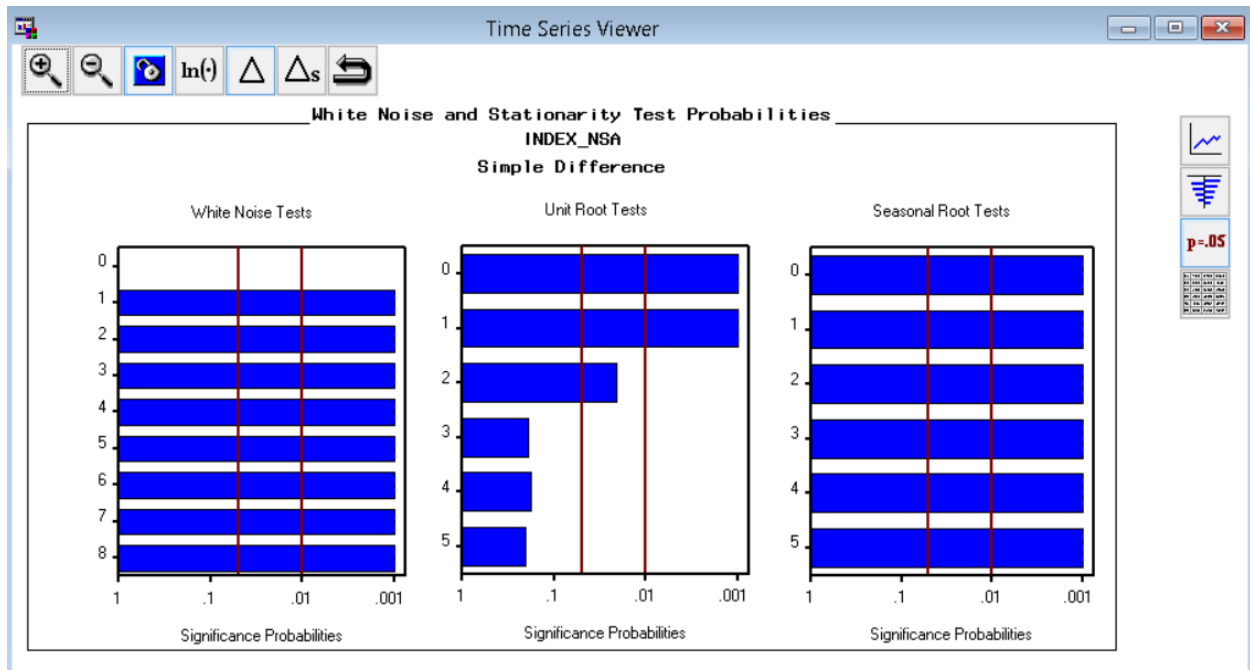 Time Series Viewer
ln(·) Δ Δs
White Noise and Stationarity Test Probabilities
INDEX_NSA
Simple Difference
White Noise Tests
0
1
2
3
4
5
6
7
8
1 .1 .01 .001
Significance Probabilities
Unit Root Tests
0
1
2
3
4
5
1 .1 .01 .001
Significance Probabilities
Seasonal Root Tests
0
1
2
3
4
5
1 .1 .01 .001
Significance Probabilities
p=.05